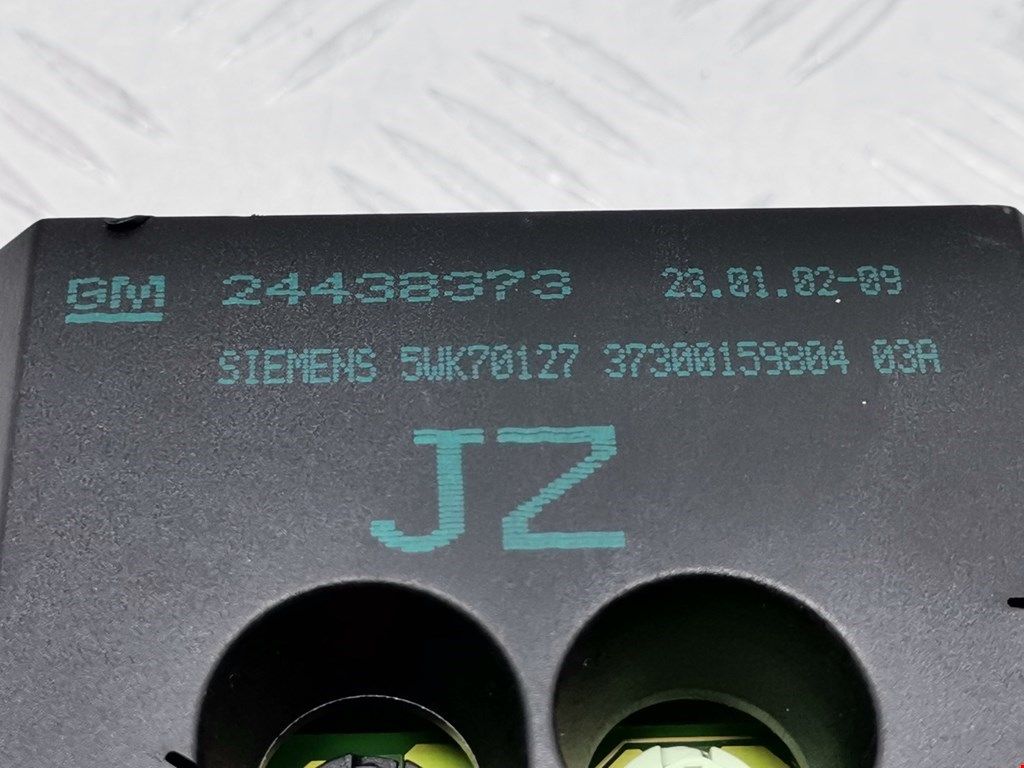 GM 24438373 23.01.02-09
SIEMENS 5WK70127 37300159804 03A
JZ